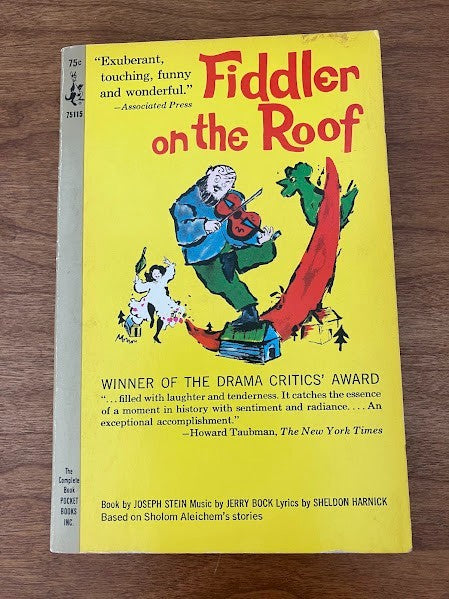 75¢
75115
"Exuberant,
touching, funny
and wonderful."
—Associated Press
Fiddler
on the Roof
WINNER OF THE DRAMA CRITICS' AWARD
"...filled with laughter and tenderness. It catches the essence
of a moment in history with sentiment and radiance.... An
exceptional accomplishment."
—Howard Taubman, The New York Times
The
Complete
Book
POCKET
BOOKS
INC.
Book by JOSEPH STEIN Music by JERRY BOCK Lyrics by SHELDON HARNICK
Based on Sholom Aleichem's stories